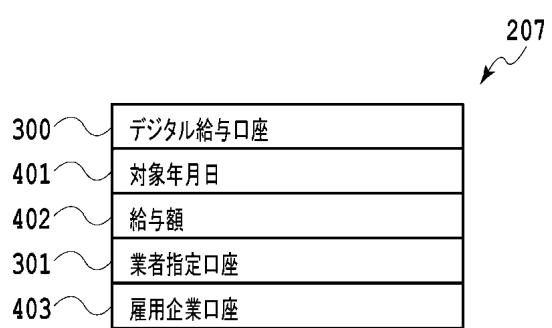 207
300 デジタル給与口座
401 対象年月日
402 給与額
301 業者指定口座
403 雇用企業口座